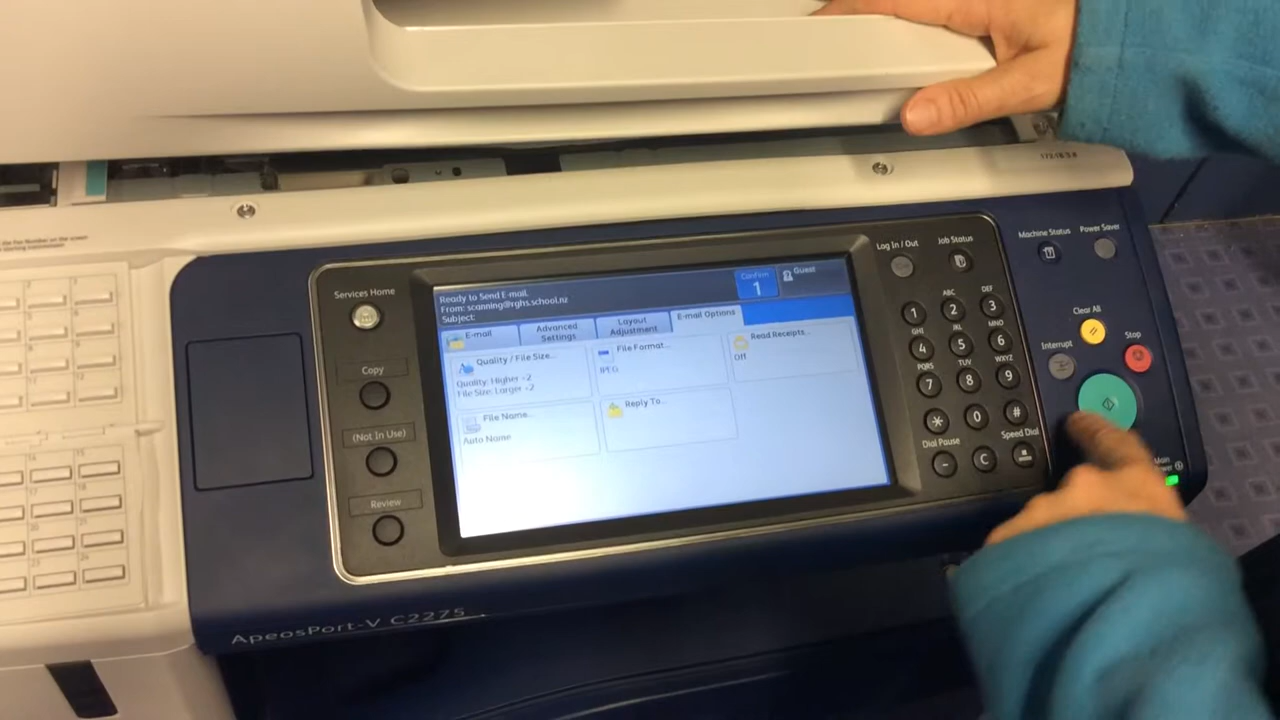 Machine Status
Power Saver
Log In / Out
Job Status
Services Home
Ready to Send E-mail
From: scanning@rghs.school.nz
Subject:
Confirm
1
Guest
E-mail
Advanced
Settings
Layout
Adjustment
E-mail Options
Quality / File Size...
Quality: Higher +2
File Size: Larger +2
File Format...
JPEG
Read Receipts...
Off
File Name...
Auto Name
Reply To...
Copy
(Not In Use)
Review
ABC
DEF
1
2
3
GHI
JKL
MNO
4
5
6
PQRS
TUV
WXYZ
7
8
9
*
0
#
Dial Pause
Speed Dial
-
C
Clear All
Interrupt
Stop
Main
ApeosPort-V C2275